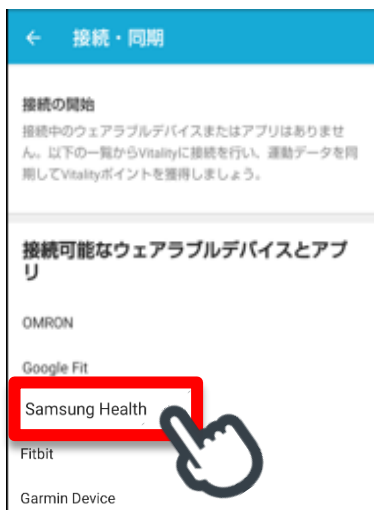 ← 接続・同期
接続の開始
接続中のウェアラブルデバイスまたはアプリはありませ
ん。以下の一覧からVitalityに接続を行い、運動データを同
期してVitalityポイントを獲得しましょう。
接続可能なウェアラブルデバイスとアプ
リ
OMRON
Google Fit
Samsung Health
Fitbit
Garmin Device